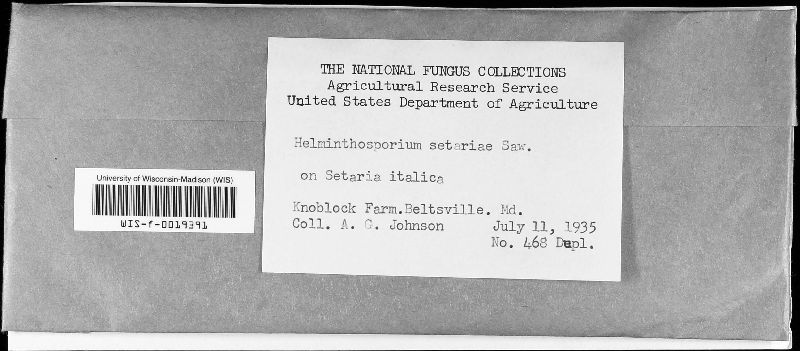 THE NATIONAL FUNGUS COLLECTIONS
Agricultural Research Service
United States Department of Agriculture
Helminthosporium setariae Saw.
on Setaria italica
Knoblock Farm.Beltsville. Md.
Coll. A. G. Johnson July 11, 1935
No. 468 Dupl.
University of Wisconsin-Madison (WIS)
WIS-f-0019391